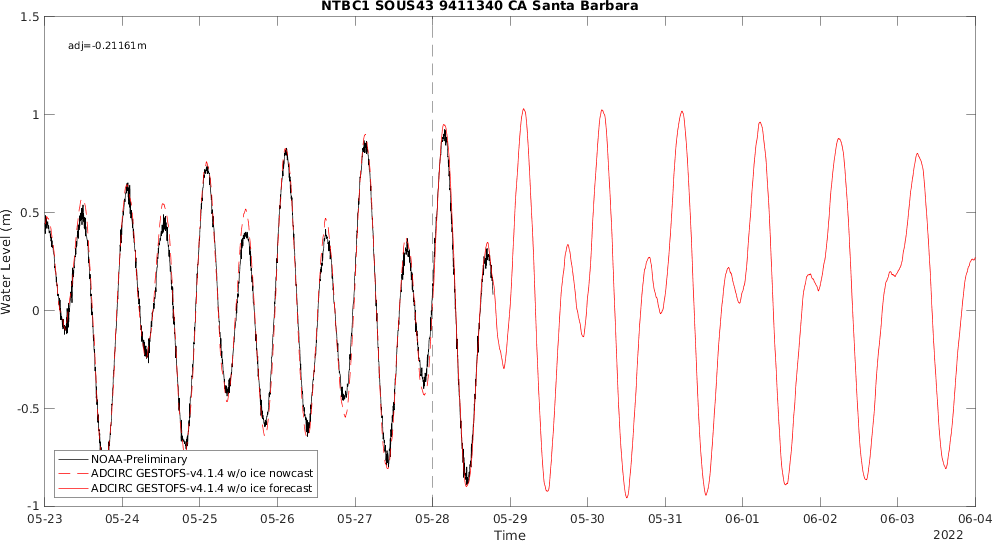 NTBC1 SOUS43 9411340 CA Santa Barbara
1.5
adj=-0.21161m
1
0.5
0
-0.5
-1
Water Level (m)
NOAA-Preliminary
ADCIRC GESTOFS-v4.1.4 w/o ice nowcast
ADCIRC GESTOFS-v4.1.4 w/o ice forecast
05-23 05-24 05-25 05-26 05-27 05-28 05-29 05-30 05-31 06-01 06-02 06-03 06-04
Time
2022